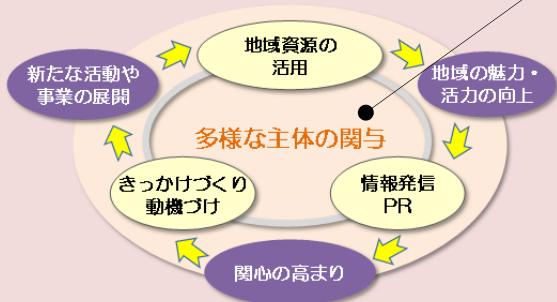 地域資源の
活用
地域の魅力・
活力の向上
情報発信
PR
関心の高まり
きっかけづくり
動機づけ
新たな活動や
事業の展開
多様な主体の関与